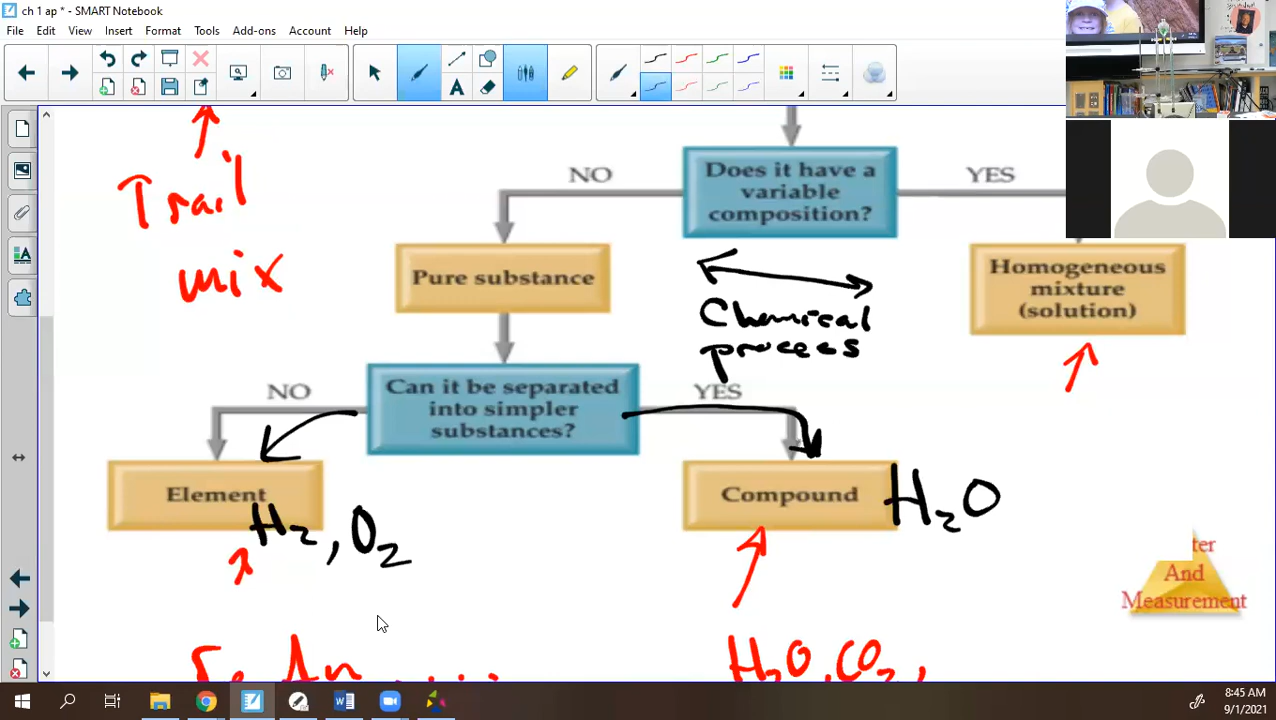 ch 1 ap * - SMART Notebook
File Edit View Insert Format Tools Add-ons Account Help
Trail
mix
NO
Does it have a
variable
composition?
YES
Pure substance
Chemical
process
Homogeneous
mixture
(solution)
NO
Can it be separated
into simpler
substances?
YES
Element
H₂, O₂
Compound
H₂O
ter
And
Measurement
H₂O, CO₂,
8:45 AM
9/1/2021